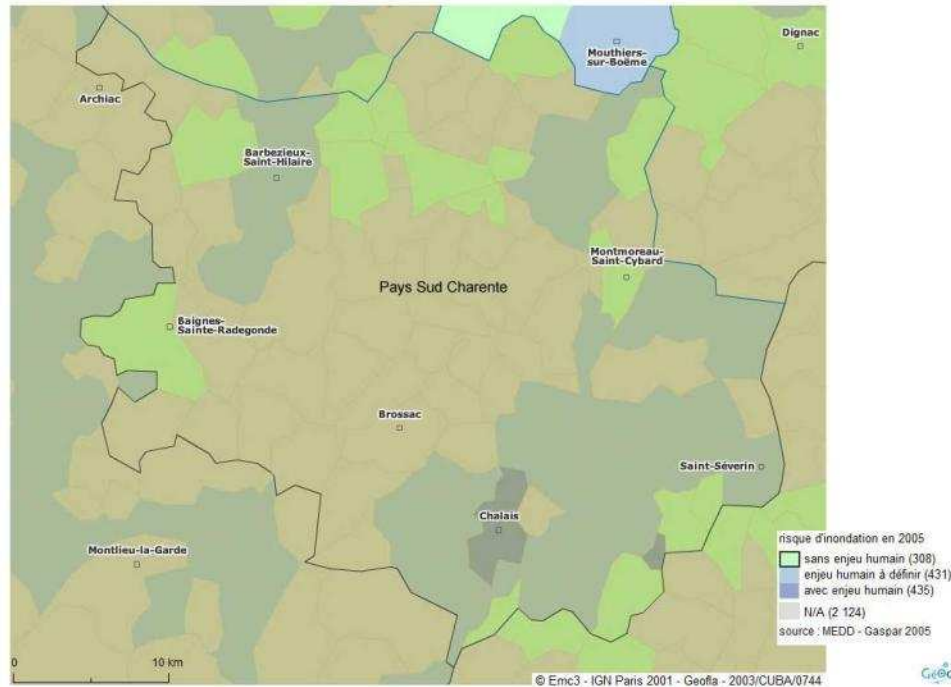 Dignac
Mouthiers-
sur-Boëme
Archiac
Barbezieux-
Saint-Hilaire
Montmoreau-
Saint-Cybard
Pays Sud Charente
Baignes-
Sainte-Radegonde
Brossac
Saint-Séverin
Chalais
Montlieu-la-Garde
risque d'inondation en 2005
sans enjeu humain (308)
enjeu humain à définir (431)
avec enjeu humain (435)
N/A (2 124)
source : MEDD - Gaspar 2005
0 10 km
© Emc3 - IGN Paris 2001 - Geofla - 2003/CUBA/0744